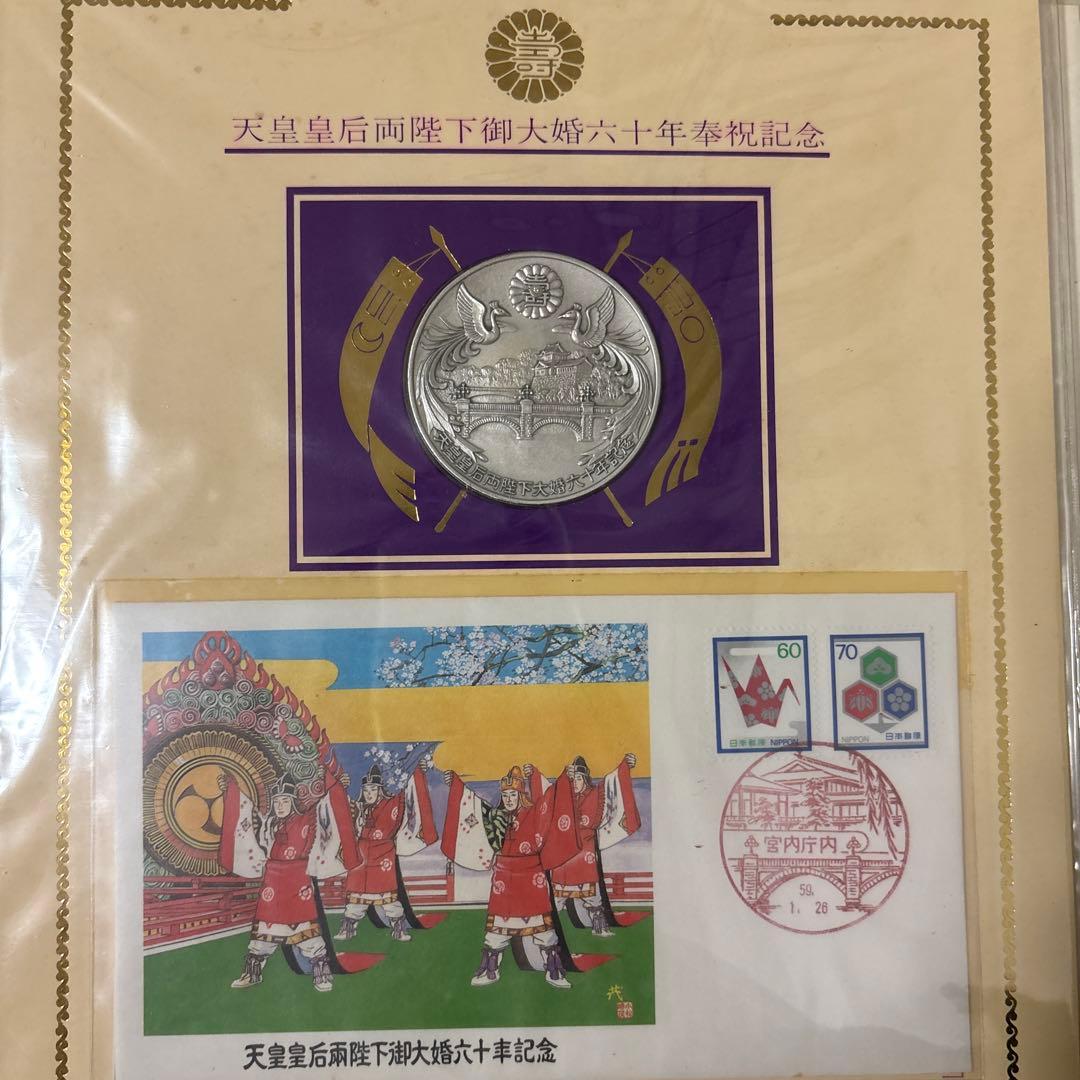 壽
天皇皇后両陛下御大婚六十年奉祝記念
壽
天皇皇后両陛下大婚六十年記念
60
日本郵便 NIPPON
70
NIPPON 日本郵便
宮内庁内
59.
1. 26
天皇皇后兩陛下御大婚六十年記念